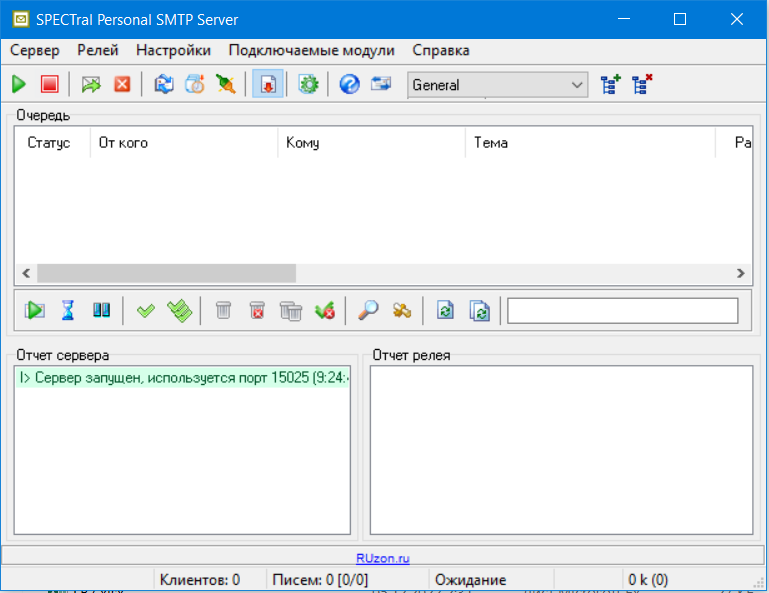 SPECTral Personal SMTP Server
Сервер Релей Настройки Подключаемые модули Справка
General
Очередь
Статус От кого Кому Тема Ра
Отчет сервера Отчет релея
I> Сервер запущен, используется порт 15025 (9:24:
RUzon.ru
Клиентов: 0 Писем: 0 [0/0] Ожидание 0 k (0)